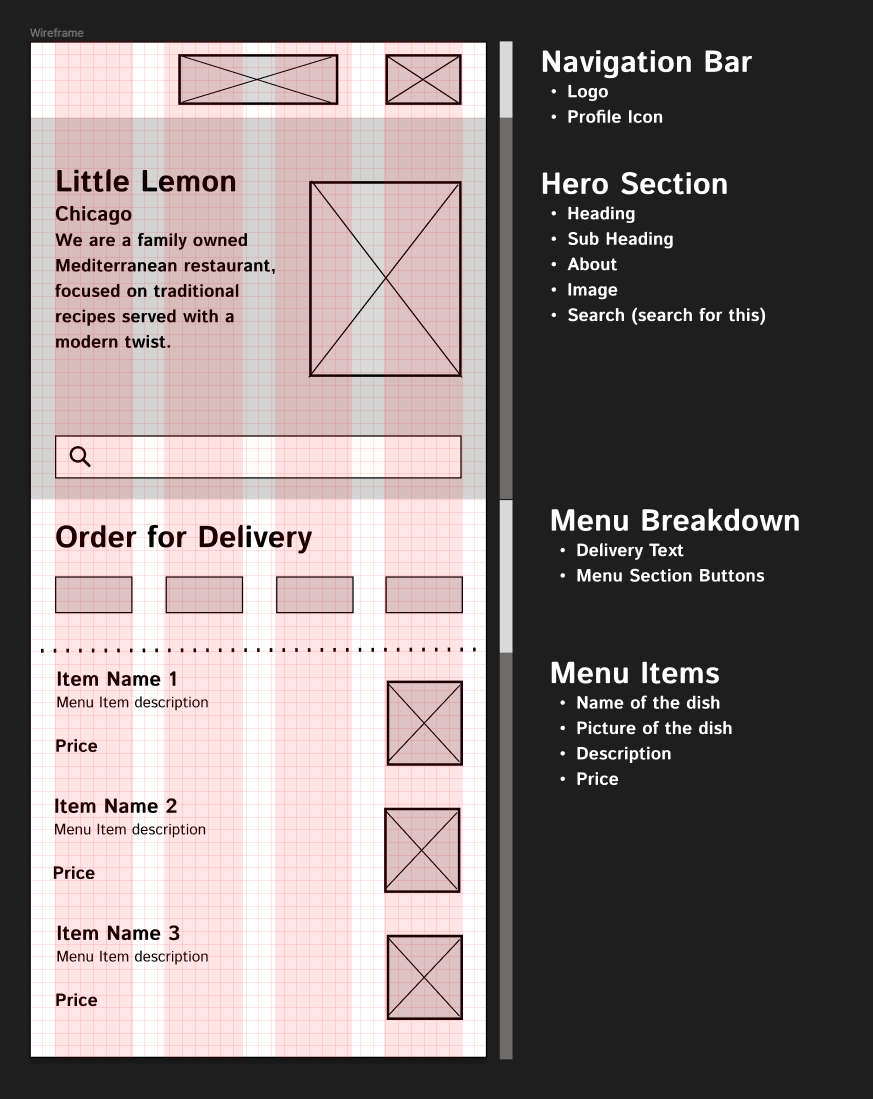 Wireframe
Little Lemon
Chicago
We are a family owned
Mediterranean restaurant,
focused on traditional
recipes served with a
modern twist.
Order for Delivery
Item Name 1
Menu Item description
Price
Item Name 2
Menu Item description
Price
Item Name 3
Menu Item description
Price
Navigation Bar
• Logo
• Profile Icon
Hero Section
• Heading
• Sub Heading
• About
• Image
• Search (search for this)
Menu Breakdown
• Delivery Text
• Menu Section Buttons
Menu Items
• Name of the dish
• Picture of the dish
• Description
• Price